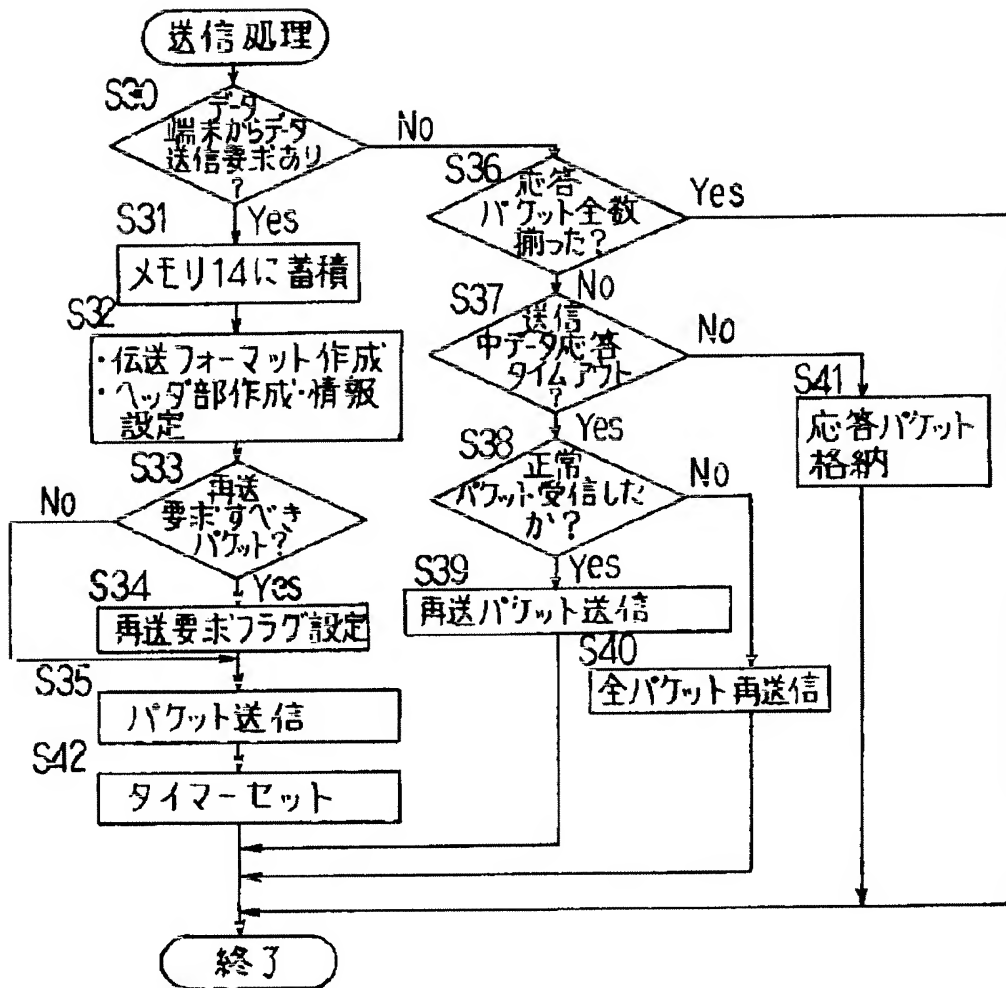 送信処理
S30
データ
端末からデータ
送信要求あり
?
No
Yes
S31
メモリ14に蓄積
S32
・伝送フォーマット作成
・ヘッダ部作成・情報
設定
S33
再送
要求すべき
パケット?
No
Yes
S34
再送要求フラグ設定
S35
パケット送信
S42
タイマーセット
S36
応答
パケット全数
揃った?
Yes
No
S37
送信
中データ応答
タイムアウト
?
No
Yes
S41
応答パケット
格納
S38
正常
パケット受信した
か?
No
Yes
S39
再送パケット送信
S40
全パケット再送信
終了